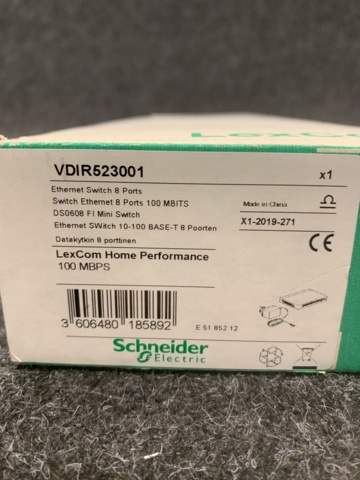 LexCo
VDIR523001
x1
Ethernet Switch 8 Ports
Switch Ethernet 8 Ports 100 MBITS
DS0608 FI Mini Switch
Ethernet SWitch 10-100 BASE-T 8 Poorten
Datakytkin 8 porttinen
Made in China
X1-2019-271
CE
LexCom Home Performance
100 MBPS
3 606480 185892
E 51 852 12
Schneider
Electric